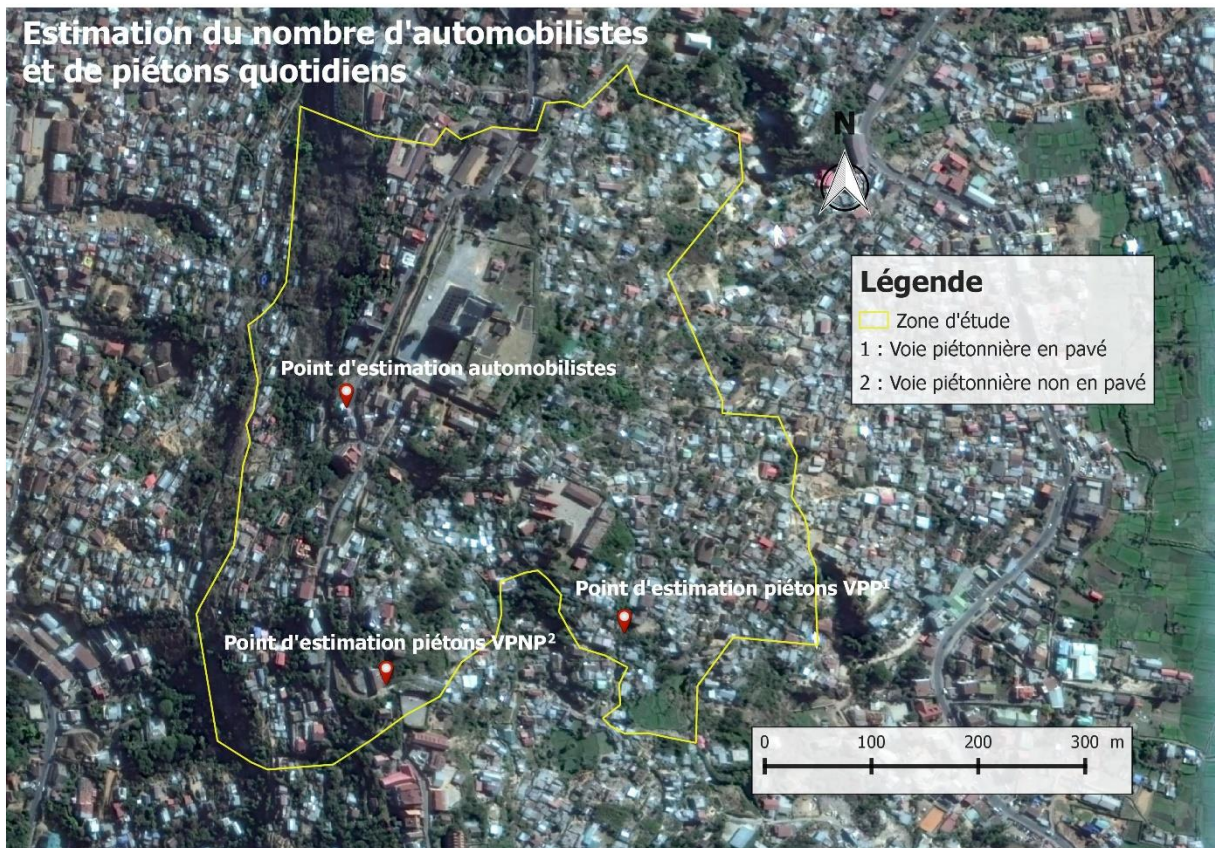 Estimation du nombre d'automobilistes
et de piétons quotidiens
N
Légende
Zone d'étude
1 : Voie piétonnière en pavé
2 : Voie piétonnière non en pavé
Point d'estimation automobilistes
Point d'estimation piétons VPP¹
Point d'estimation piétons VPNP²
0 100 200 300 m